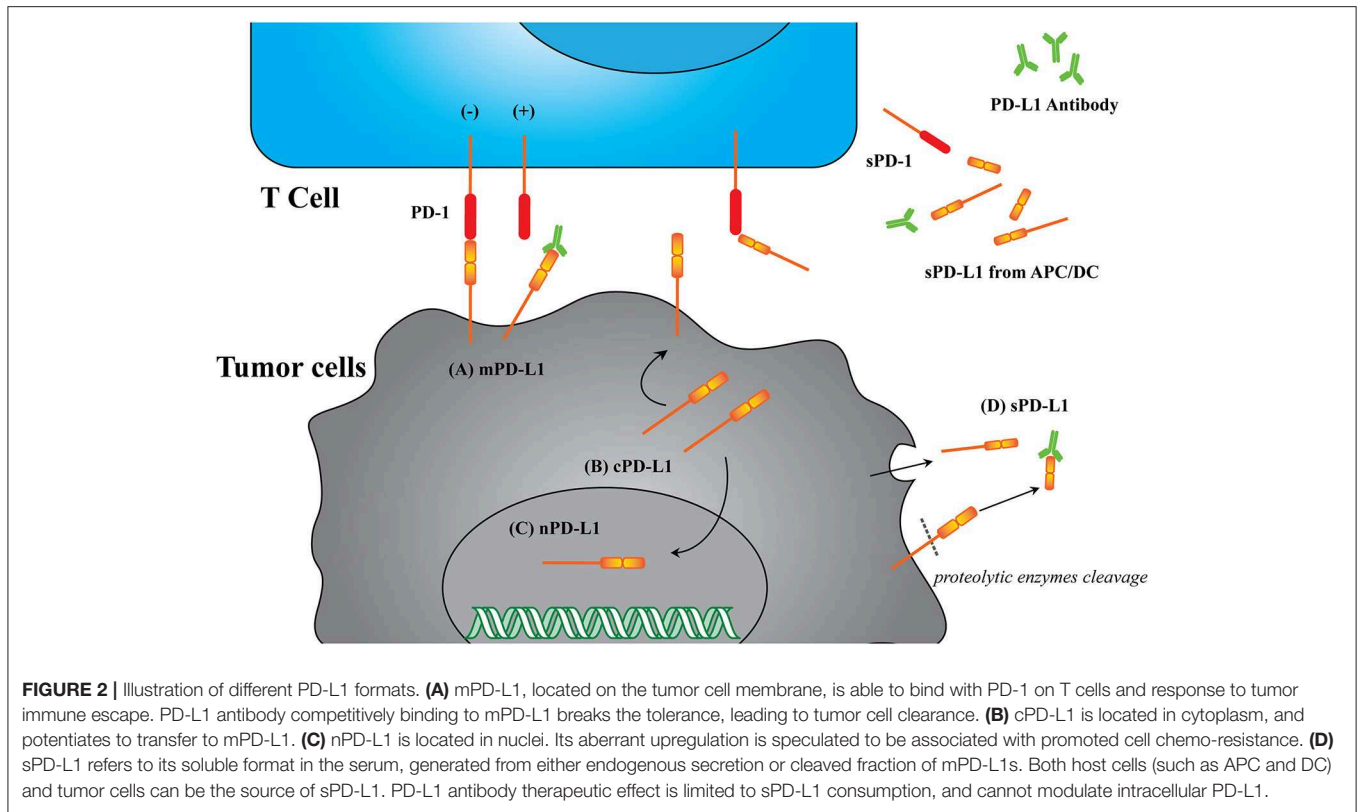 (-)
(+)
PD-L1 Antibody
sPD-1
T Cell
PD-1
sPD-L1 from APC/DC
Tumor cells
(A) mPD-L1
(D) sPD-L1
(B) cPD-L1
(C) nPD-L1
proteolytic enzymes cleavage
FIGURE 2 | Illustration of different PD-L1 formats. (A) mPD-L1, located on the tumor cell membrane, is able to bind with PD-1 on T cells and response to tumor
immune escape. PD-L1 antibody competitively binding to mPD-L1 breaks the tolerance, leading to tumor cell clearance. (B) cPD-L1 is located in cytoplasm, and
potentiates to transfer to mPD-L1. (C) nPD-L1 is located in nuclei. Its aberrant upregulation is speculated to be associated with promoted cell chemo-resistance. (D)
sPD-L1 refers to its soluble format in the serum, generated from either endogenous secretion or cleaved fraction of mPD-L1s. Both host cells (such as APC and DC)
and tumor cells can be the source of sPD-L1. PD-L1 antibody therapeutic effect is limited to sPD-L1 consumption, and cannot modulate intracellular PD-L1.